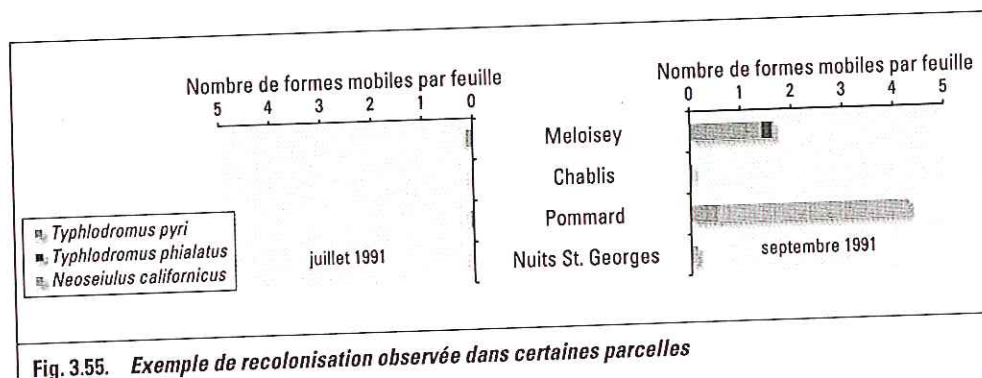 Nombre de formes mobiles par feuille
5 4 3 2 1 0
Nombre de formes mobiles par feuille
0 1 2 3 4 5
Meloisey
Chablis
Pommard
Nuits St. Georges
Typhlodromus pyri
Typhlodromus phialatus
Neoseiulus californicus
juillet 1991
septembre 1991
Fig. 3.55. Exemple de recolonisation observée dans certaines parcelles